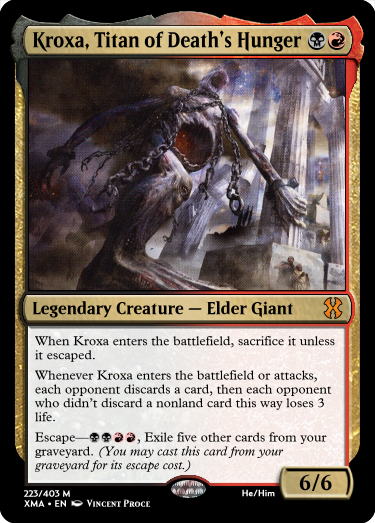 Kroxa, Titan of Death's Hunger
Legendary Creature — Elder Giant
When Kroxa enters the battlefield, sacrifice it unless
it escaped.
Whenever Kroxa enters the battlefield or attacks,
each opponent discards a card, then each opponent
who didn't discard a nonland card this way loses 3
life.
Escape—, Exile five other cards from your
graveyard. (You may cast this card from your
graveyard for its escape cost.)
6/6
223/403 M
He/Him
XMA • EN Vincent Proce